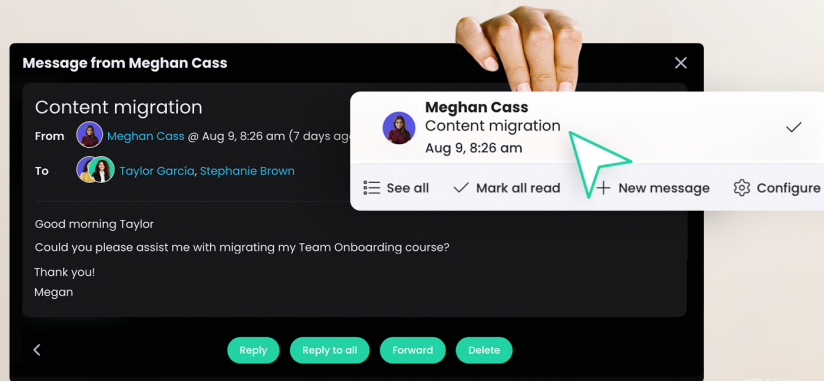 Message from Meghan Cass
Content migration
From Meghan Cass @ Aug 9, 8:26 am (7 days ag
To Taylor García, Stephanie Brown
Good morning Taylor
Could you please assist me with migrating my Team Onboarding course?
Thank you!
Megan
Reply Reply to all Forward Delete
Meghan Cass
Content migration
Aug 9, 8:26 am
See all Mark all read New message Configure